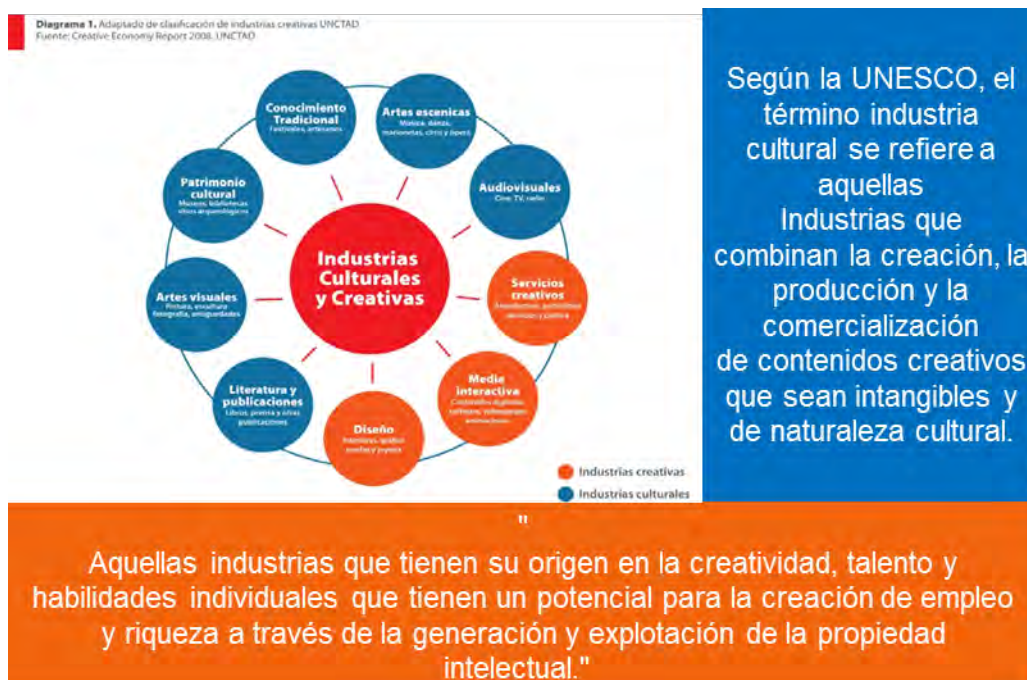 Diagrama 1. Adaptado de clasificación de industrias creativas UNCTAD
Fuente: Creative Economy Report 2008. UNCTAD
Conocimiento
Tradicional
Festivales, artesanías
Artes escenicas
Música, danza,
marionetas, circo y ópera
Patrimonio
cultural
Museos, bibliotecas
sitios arqueológicos
Audiovisuales
Cine, TV, radio
Industrias
Culturales
y Creativas
Artes visuales
Pintura, escultura
fotografía, antiguedades
Servicios
creativos
Literatura y
publicaciones
Libros, prensa y otras
publicaciones
Media
interactiva
Diseño
Industrias creativas
Industrias culturales
Según la UNESCO, el
término industria
cultural se refiere a
aquellas
Industrias que
combinan la creación, la
producción y la
comercialización
de contenidos creativos
que sean intangibles y
de naturaleza cultural.
"
Aquellas industrias que tienen su origen en la creatividad, talento y
habilidades individuales que tienen un potencial para la creación de empleo
y riqueza a través de la generación y explotación de la propiedad
intelectual."